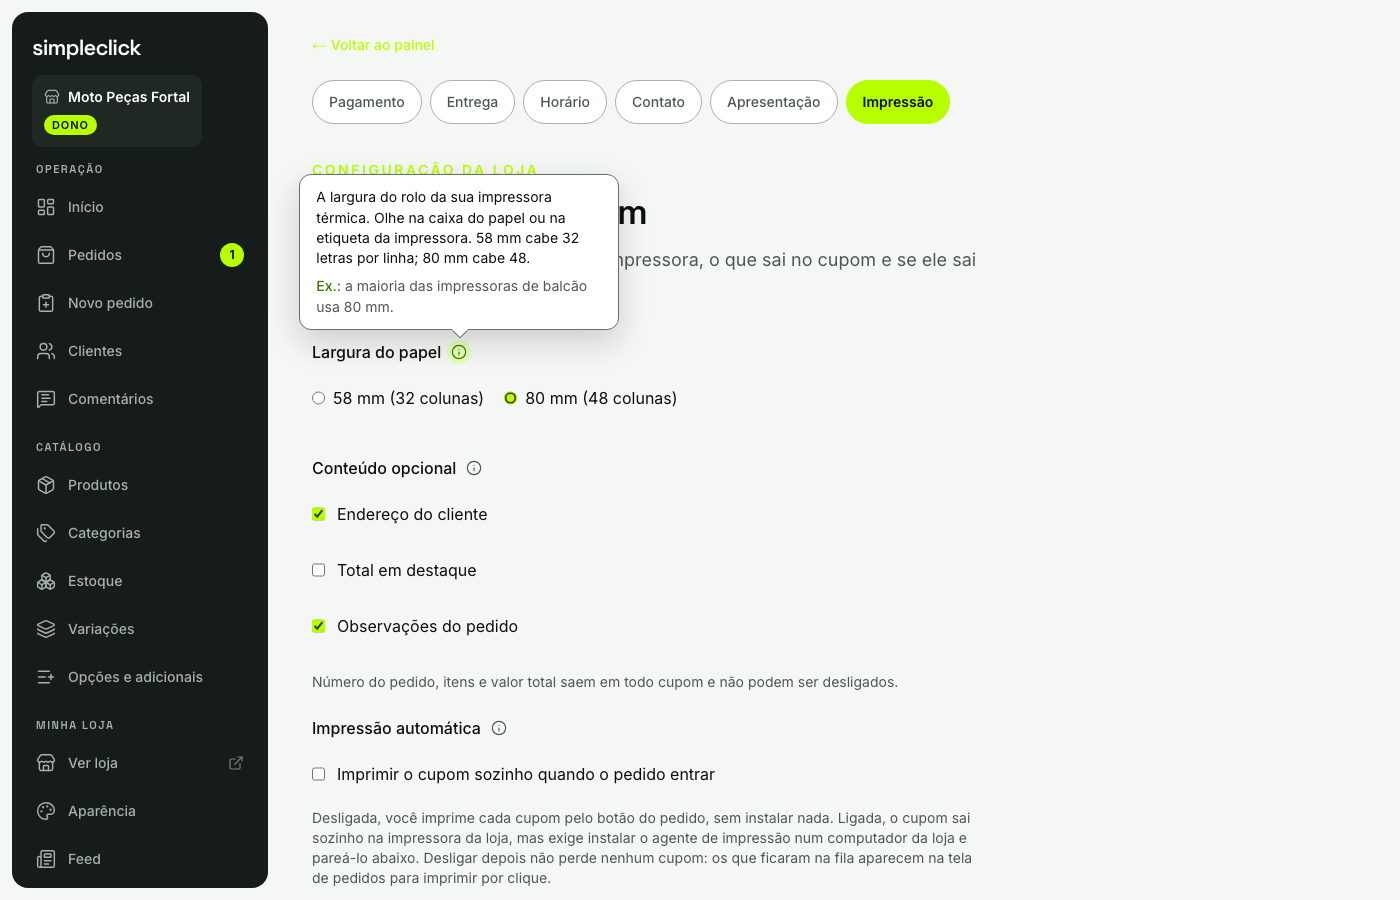 simpleclick
Moto Peças Fortal
DONO
OPERAÇÃO
Início
Pedidos
1
Novo pedido
Clientes
Comentários
CATÁLOGO
Produtos
Categorias
Estoque
Variações
Opções e adicionais
MINHA LOJA
Ver loja
Aparência
Feed
← Voltar ao painel
Pagamento
Entrega
Horário
Contato
Apresentação
Impressão
CONFIGURAÇÃO DA LOJA
A largura do rolo da sua impressora
térmica. Olhe na caixa do papel ou na
etiqueta da impressora. 58 mm cabe 32
letras por linha; 80 mm cabe 48.
Ex.: a maioria das impressoras de balcão
usa 80 mm.
m
mpressora, o que sai no cupom e se ele sai
Largura do papel
58 mm (32 colunas)
80 mm (48 colunas)
Conteúdo opcional
Endereço do cliente
Total em destaque
Observações do pedido
Número do pedido, itens e valor total saem em todo cupom e não podem ser desligados.
Impressão automática
Imprimir o cupom sozinho quando o pedido entrar
Desligada, você imprime cada cupom pelo botão do pedido, sem instalar nada. Ligada, o cupom sai
sozinho na impressora da loja, mas exige instalar o agente de impressão num computador da loja e
pareá-lo abaixo. Desligar depois não perde nenhum cupom: os que ficaram na fila aparecem na tela
de pedidos para imprimir por clique.